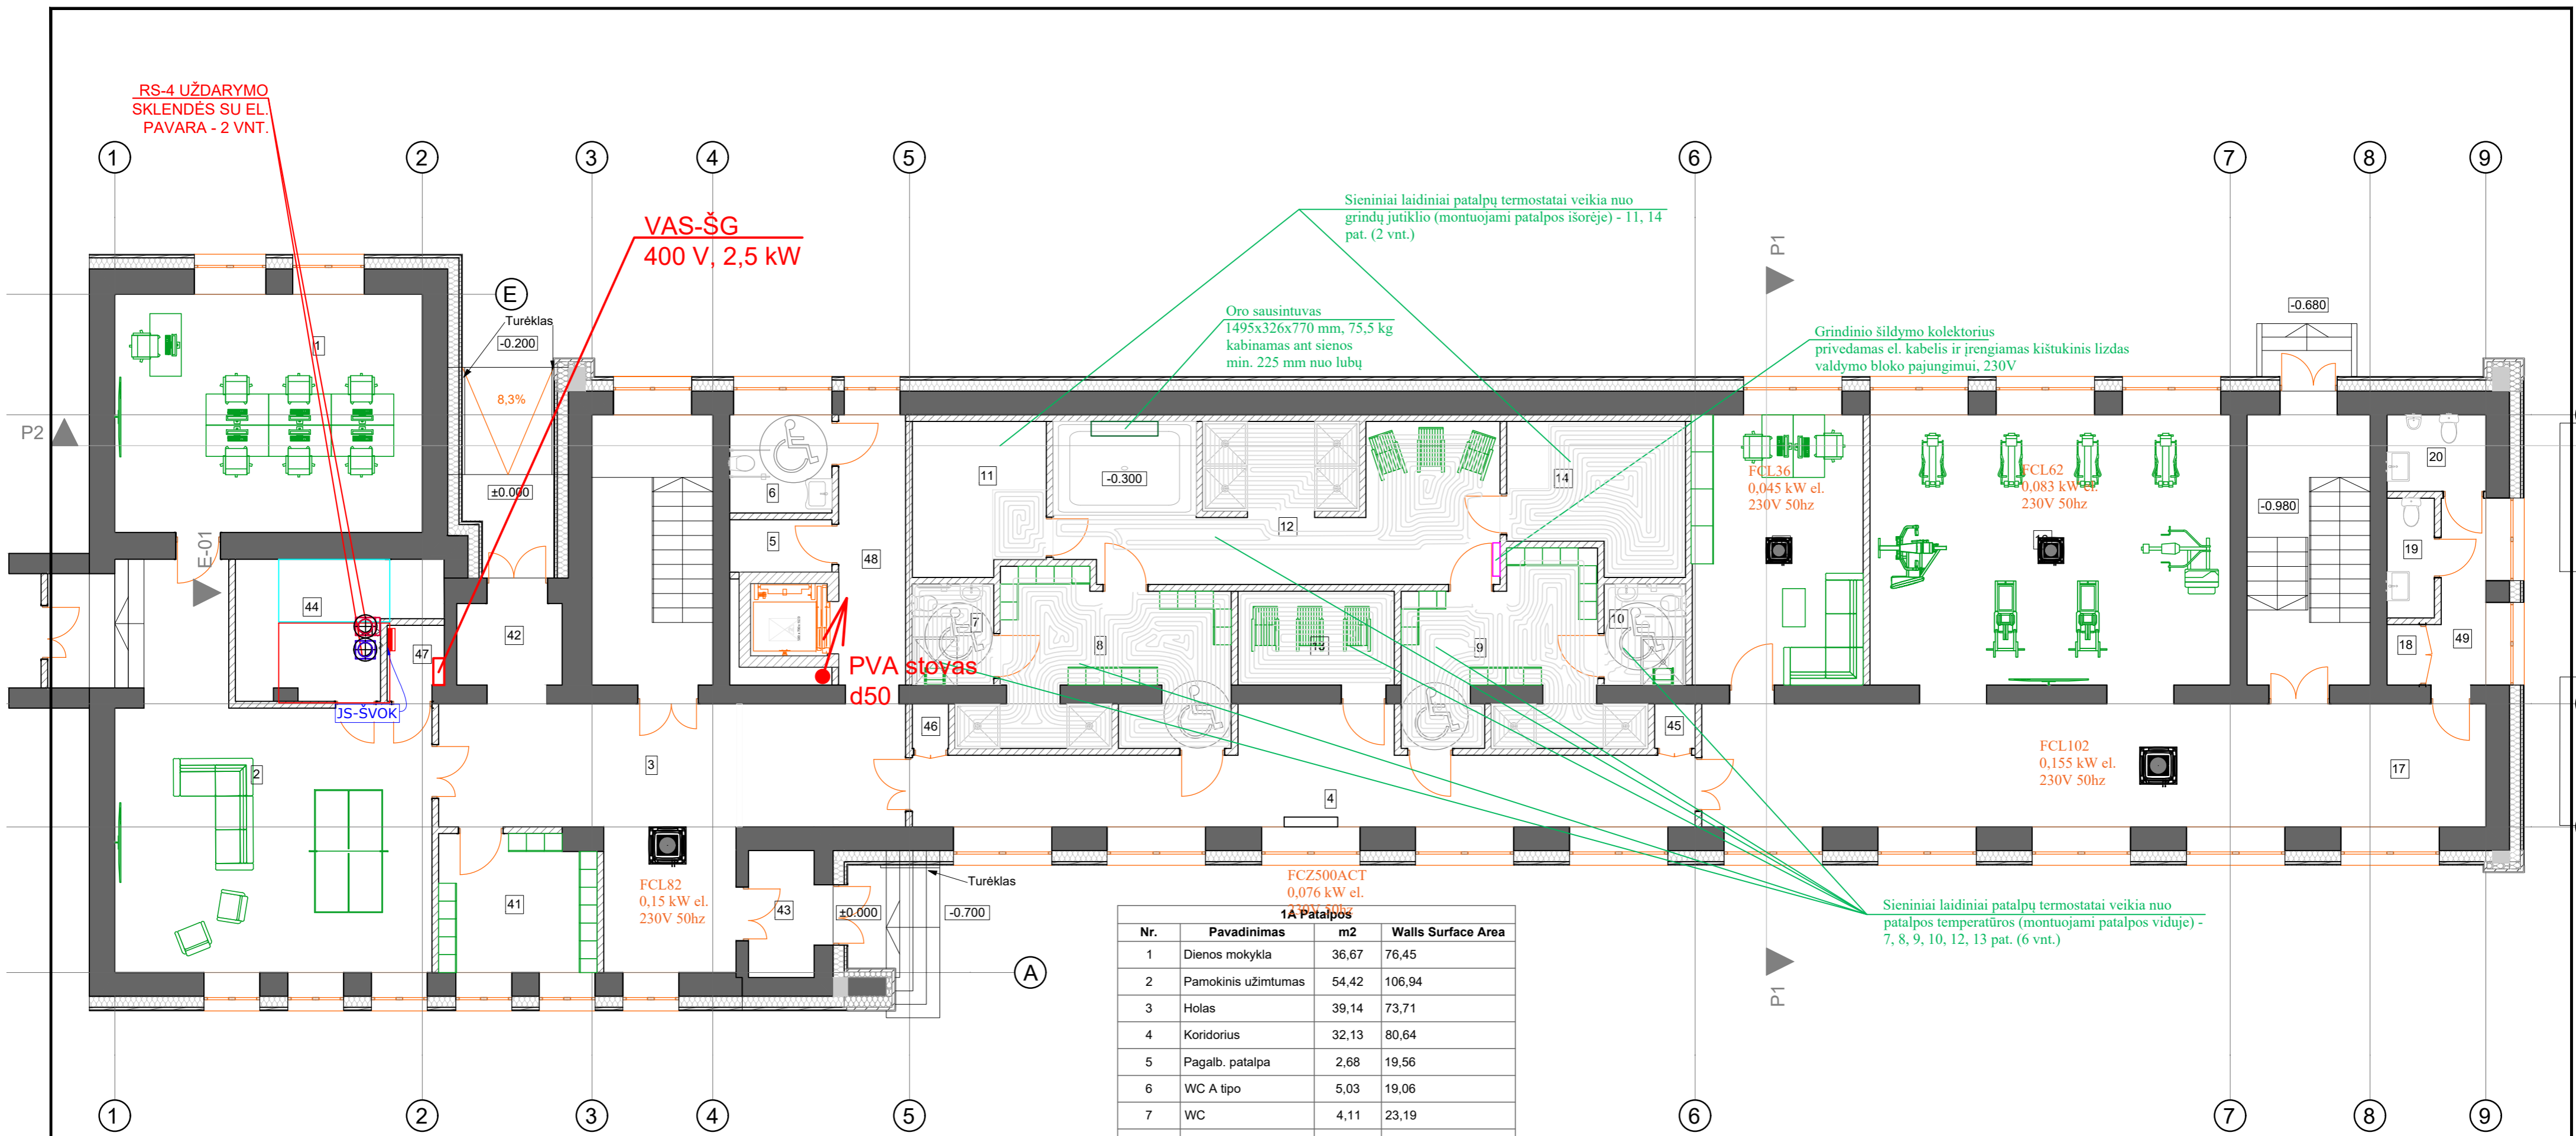 RS-4 UŽDARYMO
SKLENDĖS SU EL.
PAVARA - 2 VNT.
1
2
3
4
5
6
7
8
9
VAS-ŠG
400 V, 2,5 kW
Sieniniai laidiniai patalpų termostatai veikia nuo
grindų jutiklio (montuojami patalpos išorėje) - 11, 14
pat. (2 vnt.)
P1
E
Turėklas
-0.200
Oro sausintuvas
1495x326x770 mm, 75,5 kg
kabinamas ant sienos
min. 225 mm nuo lubų
Grindinio šildymo kolektorius
privedamas el. kabelis ir įrengiamas kištukinis lizdas
valdymo bloko pajungimui, 230V
-0.680
1
8,3%
P2
±0.000
6
11
-0.300
14
FCL36
0,045 kW el.
230V 50hz
FCL62
0,083 kW el.
230V 50hz
20
-0.980
12
5
48
E-01
19
44
42
47
7
8
9
10
18
49
PVA stovas
d50
JS-ŠVOK
46
45
2
3
4
FCL102
0,155 kW el.
230V 50hz
17
FCL82
0,15 kW el.
230V 50hz
41
43
±0.000
Turėklas
-0.700
FCZ500ACT
0,076 kW el.
230V 50hz
Sieniniai laidiniai patalpų termostatai veikia nuo
patalpos temperatūros (montuojami patalpos viduje) -
7, 8, 9, 10, 12, 13 pat. (6 vnt.)
A
P1
1A Patalpos
Nr. Pavadinimas m2 Walls Surface Area
1 Dienos mokykla 36,67 76,45
2 Pamokinis užimtumas 54,42 106,94
3 Holas 39,14 73,71
4 Koridorius 32,13 80,64
5 Pagalb. patalpa 2,68 19,56
6 WC A tipo 5,03 19,06
7 WC 4,11 23,19
1
2
3
4
5
6
7
8
9